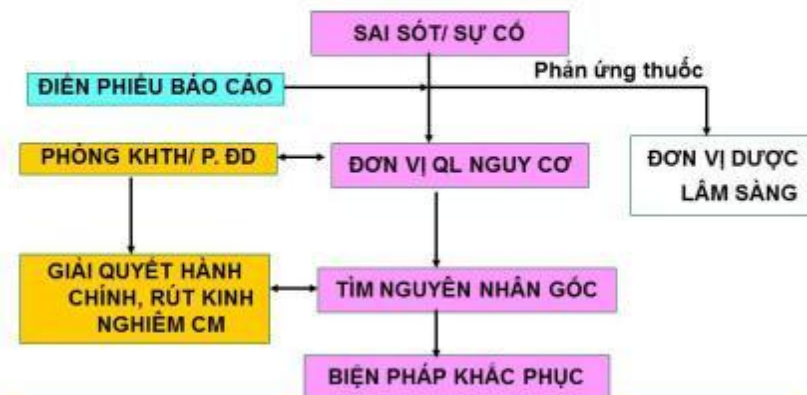 SAI SÓT/ SỰ CỐ
Phản ứng thuốc
ĐIỀN PHIẾU BÁO CÁO
PHÒNG KHTH/ P. ĐD
ĐƠN VỊ QL NGUY CƠ
ĐƠN VỊ DƯỢC
LÂM SÀNG
GIẢI QUYẾT HÀNH
CHÍNH, RÚT KINH
NGHIỆM CM
TÌM NGUYÊN NHÂN GỐC
BIỆN PHÁP KHẮC PHỤC